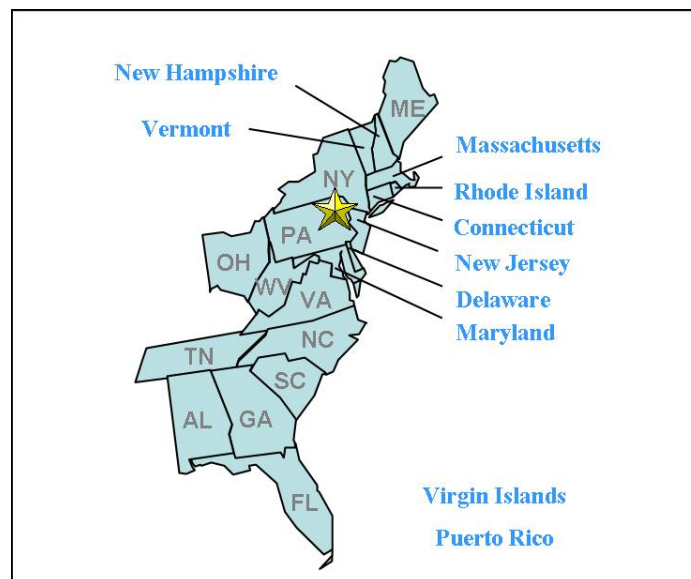 New Hampshire
ME
Vermont
Massachusetts
NY
Rhode Island
Connecticut
PA
New Jersey
OH
WV
Delaware
VA
Maryland
NC
TN
SC
AL
GA
FL
Virgin Islands
Puerto Rico